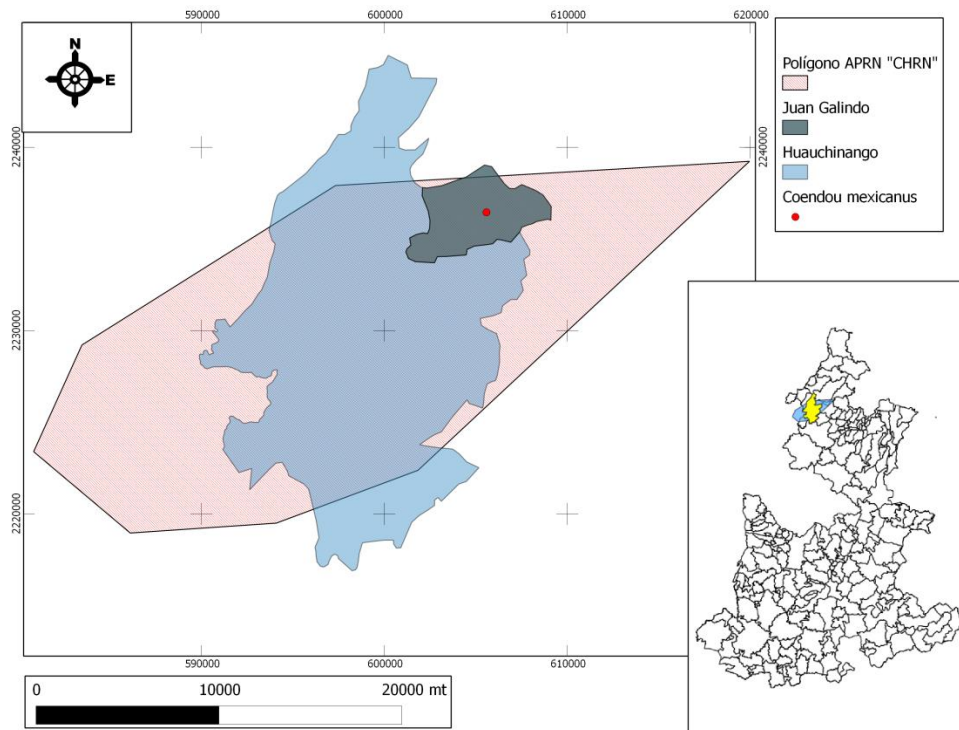 590000 600000 610000 620000
N
E
2240000
2230000
2220000
2240000
Polígono APRN "CHRN"
Juan Galindo
Huauchinango
Coendou mexicanus
590000 600000 610000
0 10000 20000 mt